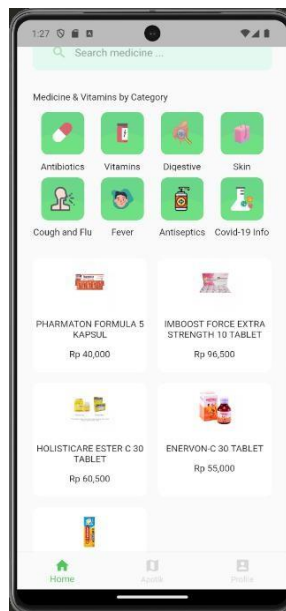 1:27
Search medicine ...
Medicine & Vitamins by Category
Antibiotics Vitamins Digestive Skin
Cough and Flu Fever Antiseptics Covid-19 Info
PHARMATON FORMULA 5
KAPSUL
Rp 40,000
IMBOOST FORCE EXTRA
STRENGTH 10 TABLET
Rp 96,500
HOLISTICARE ESTER C 30
TABLET
Rp 60,500
ENERVON-C 30 TABLET
Rp 55,000
Home Apotik Profile